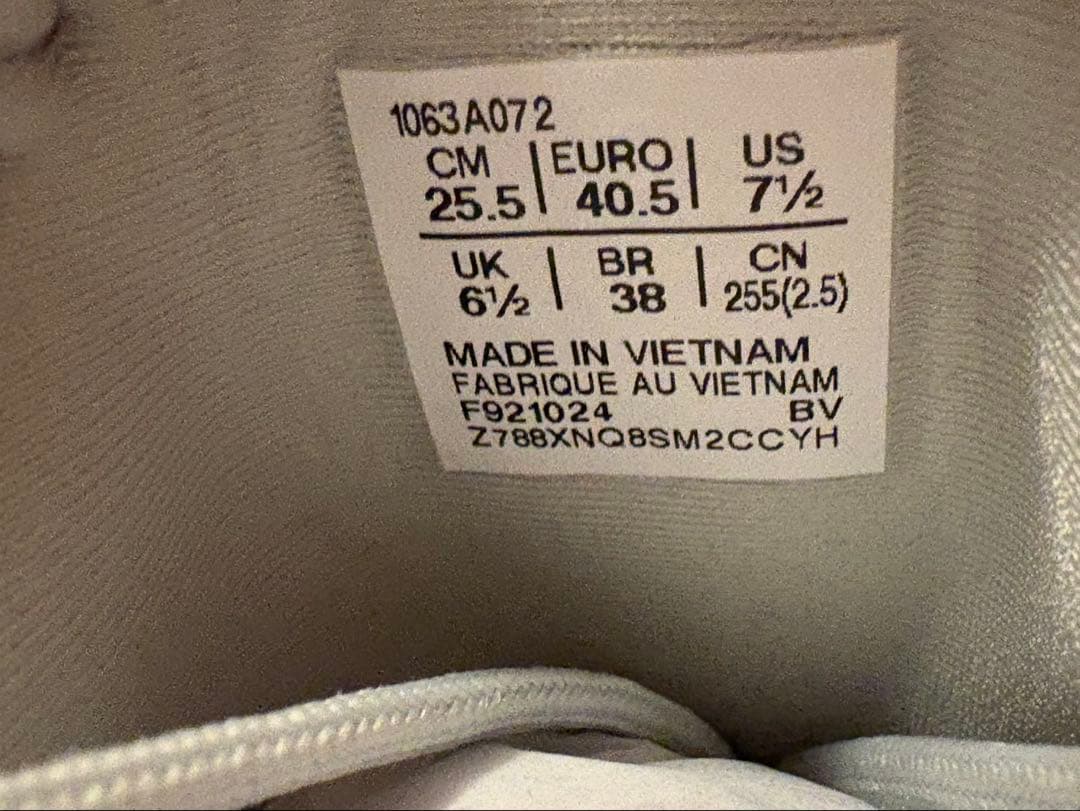 1063A072
CM | EURO | US
25.5 | 40.5 | 7½
UK | BR | CN
6½ | 38 | 255(2.5)
MADE IN VIETNAM
FABRIQUE AU VIETNAM
F921024 BV
Z788XNQ8SM2CCYH